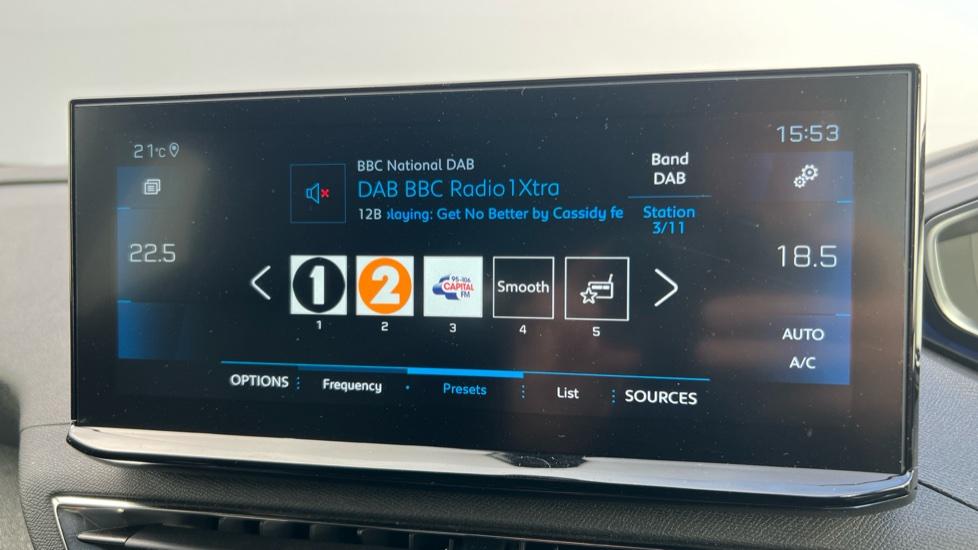 21°C
15:53
BBC National DAB
DAB BBC Radio1Xtra
12B laying: Get No Better by Cassidy fe
Band
DAB
Station
3/11
22.5
18.5
1
2
95-106
CAPITAL
FM
Smooth
1
2
3
4
5
AUTO
A/C
OPTIONS
Frequency
Presets
List
SOURCES